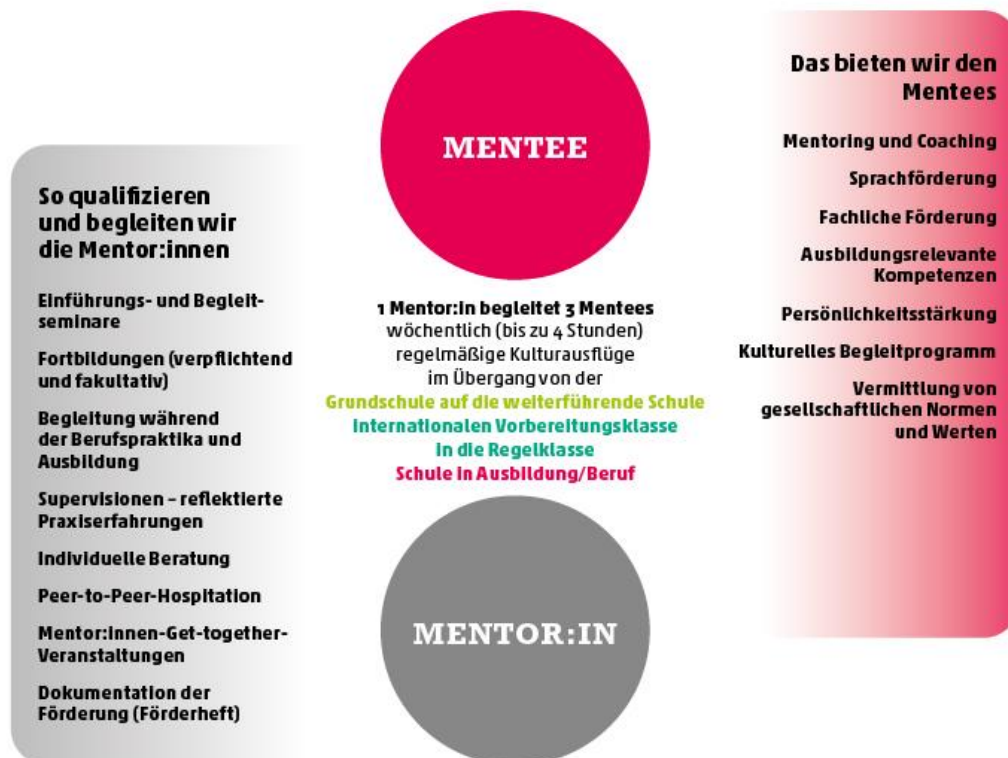 So qualifizieren
und begleiten wir
die Mentor:innen
Einführungs- und Begleit-
seminare
Fortbildungen (verpflichtend
und fakultativ)
Begleitung während
der Berufspraktika und
Ausbildung
Supervisionen – reflektierte
Praxiserfahrungen
Individuelle Beratung
Peer-to-Peer-Hospitation
Mentor:innen-Get-together-
Veranstaltungen
Dokumentation der
Förderung (Förderheft)
MENTEE
1 Mentor:in begleitet 3 Mentees
wöchentlich (bis zu 4 Stunden)
regelmäßige Kulturausflüge
im Übergang von der
Grundschule auf die weiterführende Schule
Internationalen Vorbereitungsklasse
in die Regelklasse
Schule in Ausbildung/Beruf
MENTOR:IN
Das bieten wir den
Mentees
Mentoring und Coaching
Sprachförderung
Fachliche Förderung
Ausbildungsrelevante
Kompetenzen
Persönlichkeitsstärkung
Kulturelles Begleitprogramm
Vermittlung von
gesellschaftlichen Normen
und Werten